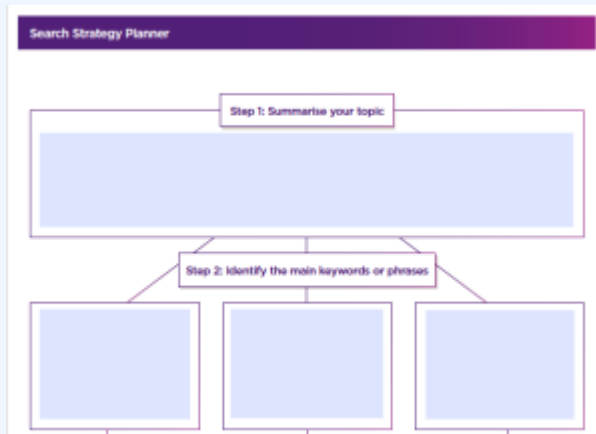 Search Strategy Planner
Step 1: Summarise your topic
Step 2: Identify the main keywords or phrases